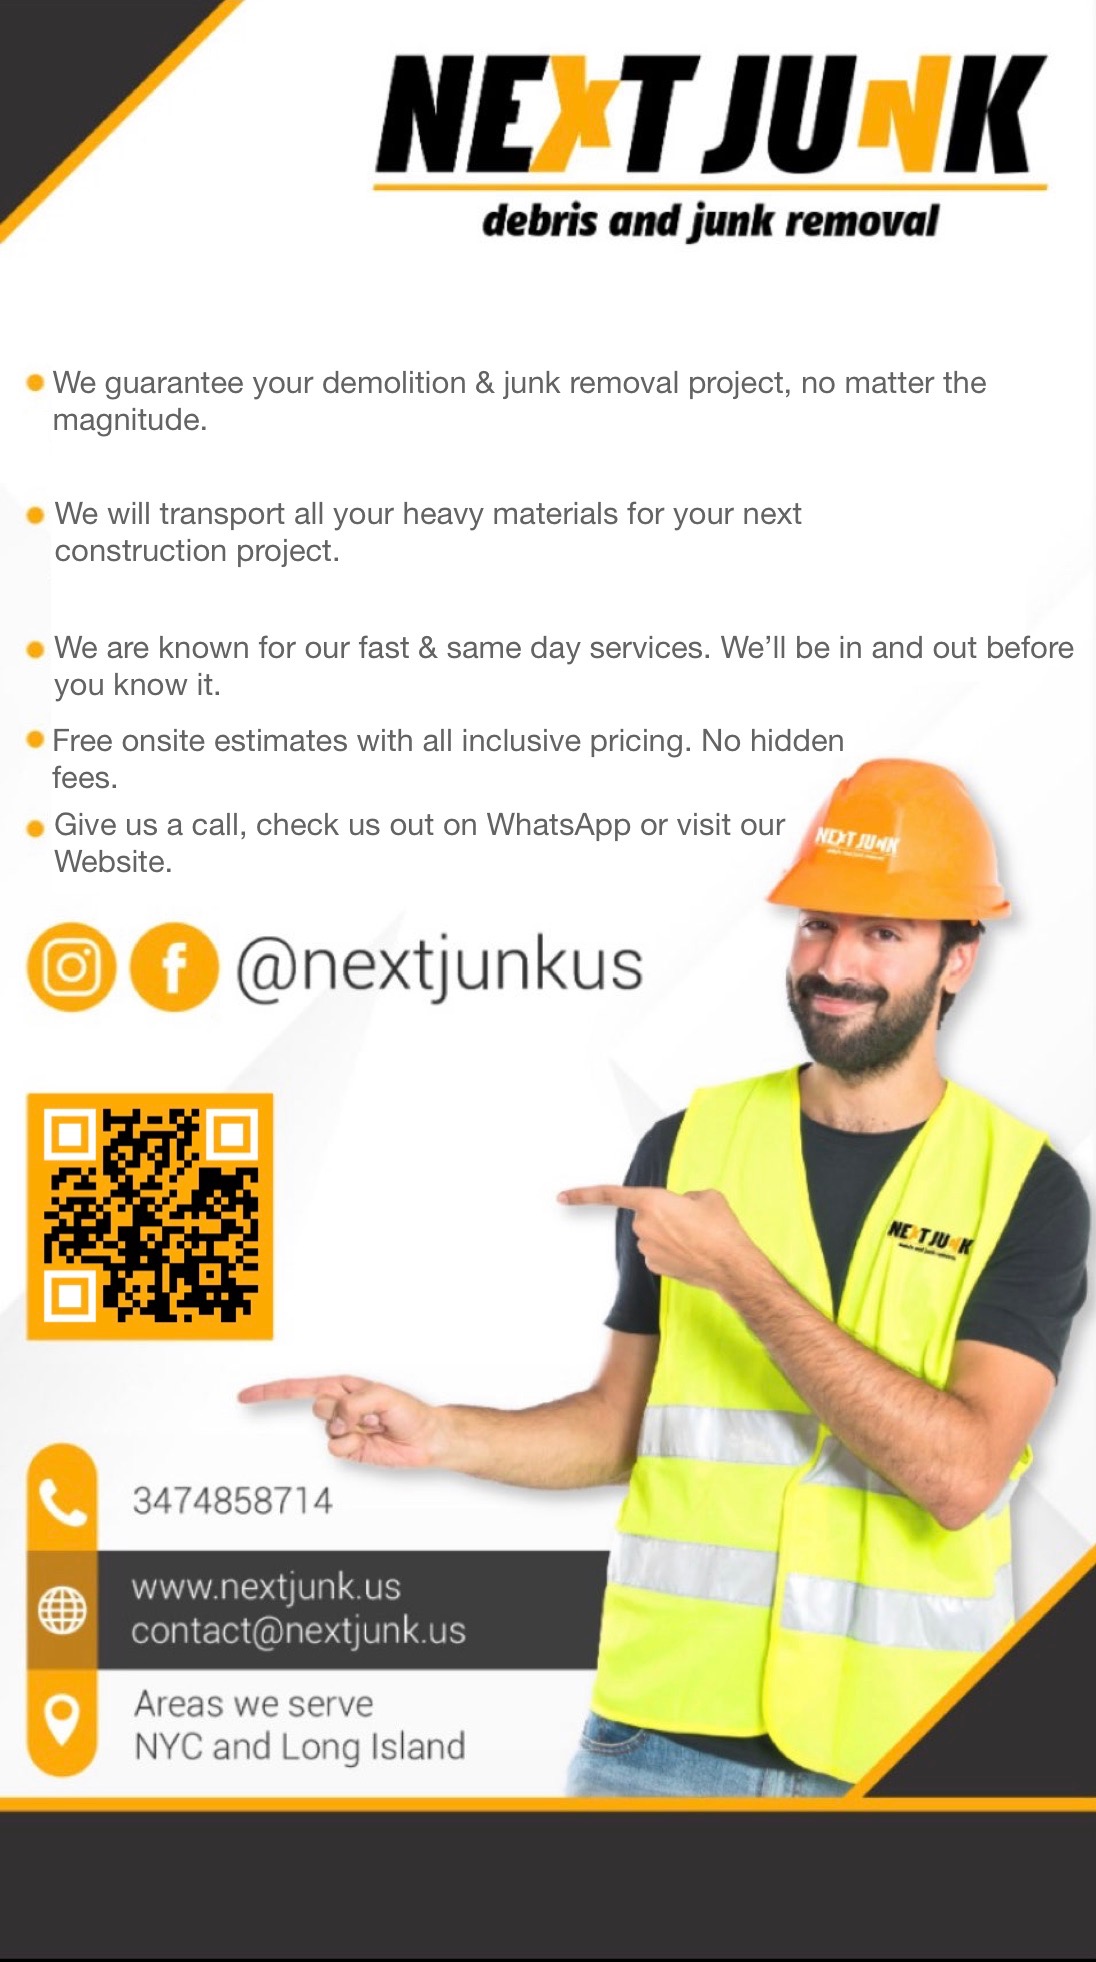 NEXT JUNK
debris and junk removal
We guarantee your demolition & junk removal project, no matter the
magnitude.
We will transport all your heavy materials for your next
construction project.
We are known for our fast & same day services. We’ll be in and out before
you know it.
Free onsite estimates with all inclusive pricing. No hidden
fees.
Give us a call, check us out on WhatsApp or visit our
Website.
NEXT JUNK
@nextjunkus
NEXT JUNK
debris and junk removal
3474858714
www.nextjunk.us
contact@nextjunk.us
Areas we serve
NYC and Long Island